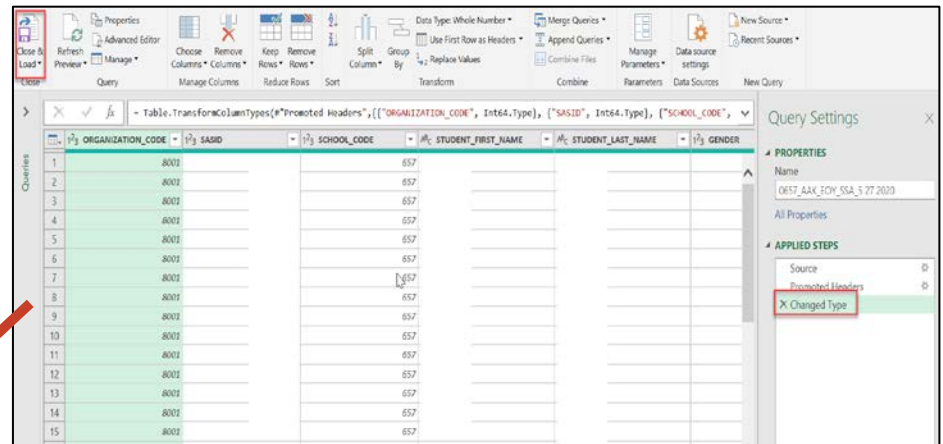 Close & Load
Refresh Preview
Properties
Advanced Editor
Manage
Choose Columns
Remove Columns
Keep Rows
Remove Rows
Split Column
Group By
Data Type: Whole Number
Use First Row as Headers
Replace Values
Merge Queries
Append Queries
Combine Files
Manage Parameters
Data source settings
New Source
Recent Sources
Close
Query
Manage Columns
Reduce Rows
Sort
Transform
Combine
Parameters
Data Sources
New Query
= Table.TransformColumnTypes(#"Promoted Headers",{{"ORGANIZATION_CODE", Int64.Type}, {"SASID", Int64.Type}, {"SCHOOL_CODE",
Queries
ORGANIZATION_CODE SASID SCHOOL_CODE STUDENT_FIRST_NAME STUDENT_LAST_NAME GENDER
1 8001 657
2 8001 657
3 8001 657
4 8001 657
5 8001 657
6 8001 657
7 8001 657
8 8001 657
9 8001 657
10 8001 657
11 8001 657
12 8001 657
13 8001 657
14 8001 657
15 8001 657
Query Settings
PROPERTIES
Name
0657_AAK_EOY_SSA_5 27 2020
All Properties
APPLIED STEPS
Source
Promoted Headers
Changed Type